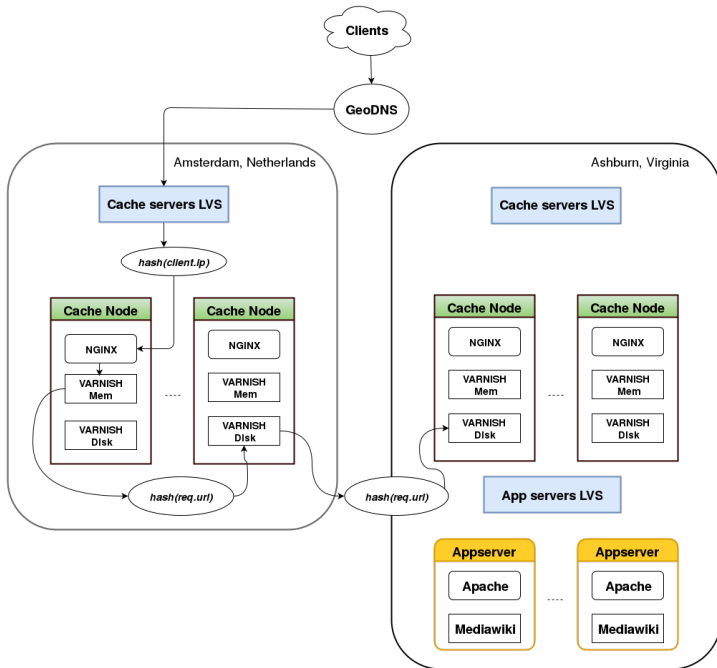 Clients
GeoDNS
Amsterdam, Netherlands
Ashburn, Virginia
Cache servers LVS
Cache servers LVS
hash(client.ip)
Cache Node
Cache Node
Cache Node
Cache Node
NGINX
NGINX
NGINX
NGINX
VARNISH
Mem
VARNISH
Mem
VARNISH
Mem
VARNISH
Mem
VARNISH
Disk
VARNISH
Disk
VARNISH
Disk
VARNISH
Disk
hash(req.url)
hash(req.url)
App servers LVS
Appserver
Appserver
Apache
Apache
Mediawiki
Mediawiki